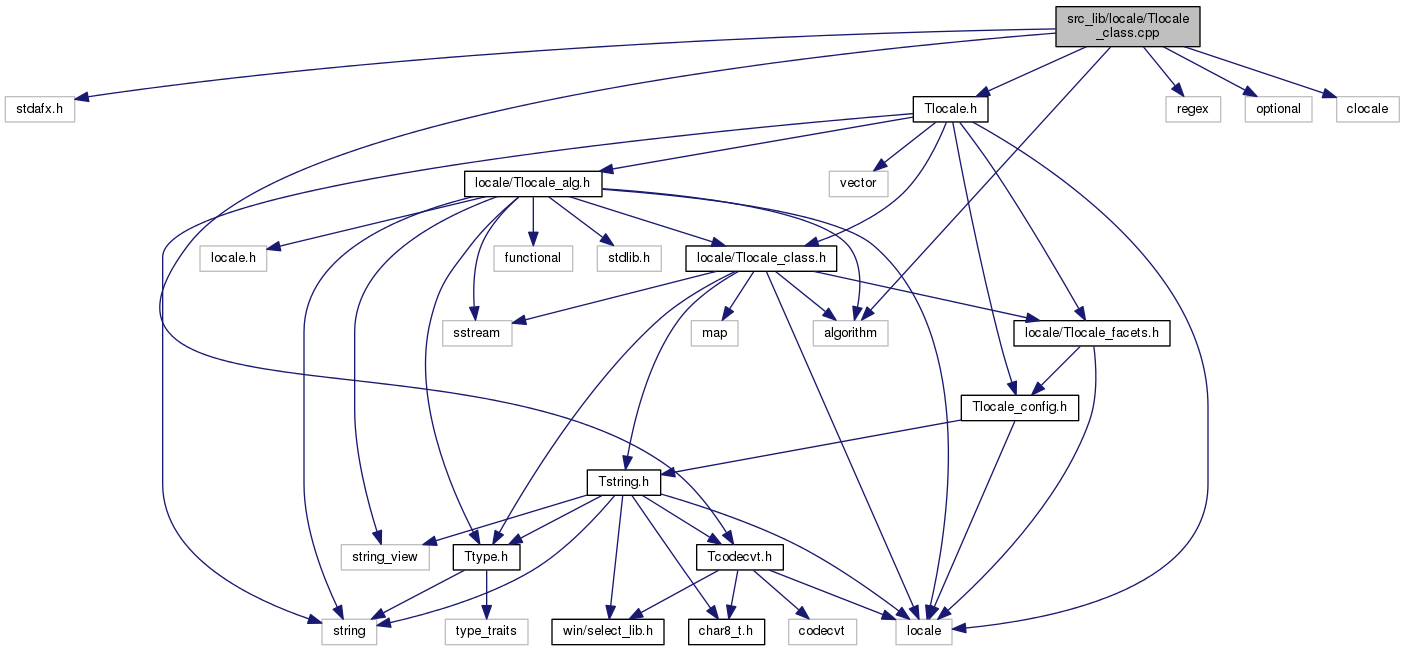 src_lib/locale/Tlocale
_class.cpp
stdafx.h
Tlocale.h
regex
optional
clocale
locale/Tlocale_alg.h
vector
locale.h
functional
stdlib.h
locale/Tlocale_class.h
sstream
map
algorithm
locale/Tlocale_facets.h
Tlocale_config.h
Tstring.h
string_view
Ttype.h
Tcodecvt.h
string
type_traits
win/select_lib.h
char8_t.h
codecvt
locale